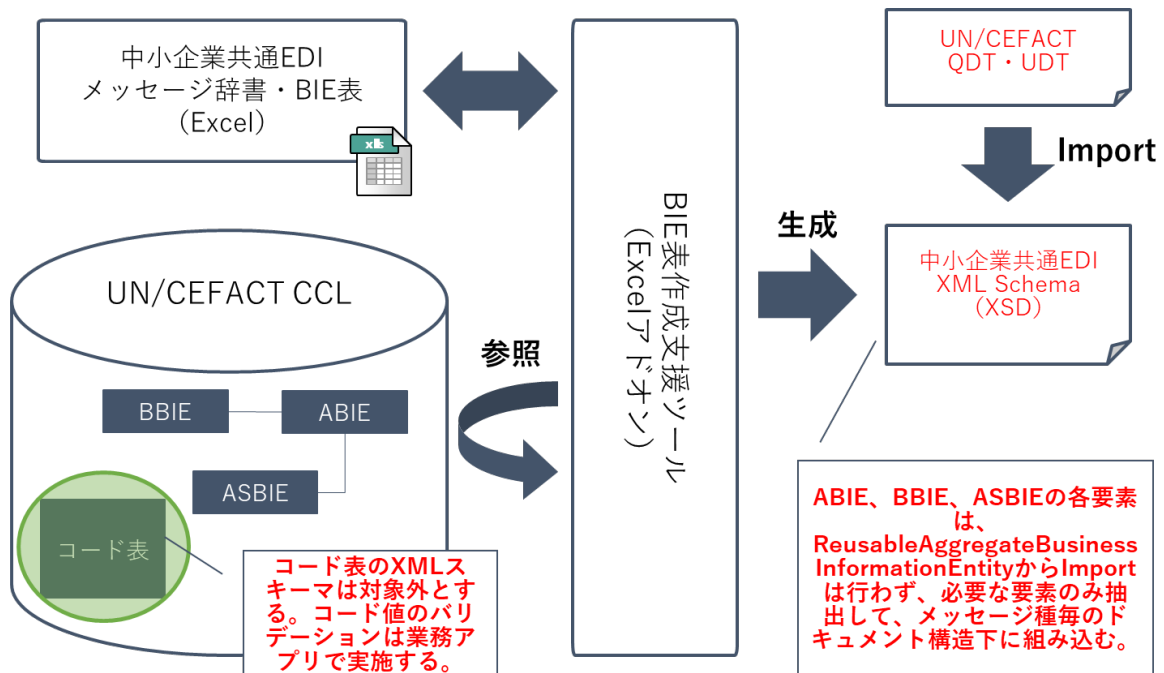 中小企業共通EDI
メッセージ辞書・BIE表
（Excel）
xlls
UN/CEFACT
QDT・UDT
Import
BIE表作成支援ツール
（Excelアドオン）
生成
中小企業共通EDI
XML Schema
（XSD）
UN/CEFACT CCL
参照
BBIE
ABIE
ASBIE
コード表
コード表のXMLス
キーマは対象外とす
る。コード値のバリ
デーションは業務アプ
リで実施する。
ABIE、BBIE、ASBIEの各要素
は、
ReusableAggregateBusiness
InformationEntityからImport
は行わず、必要な要素のみ抽
出して、メッセージ種毎のド
キュメント構造下に組み込む。